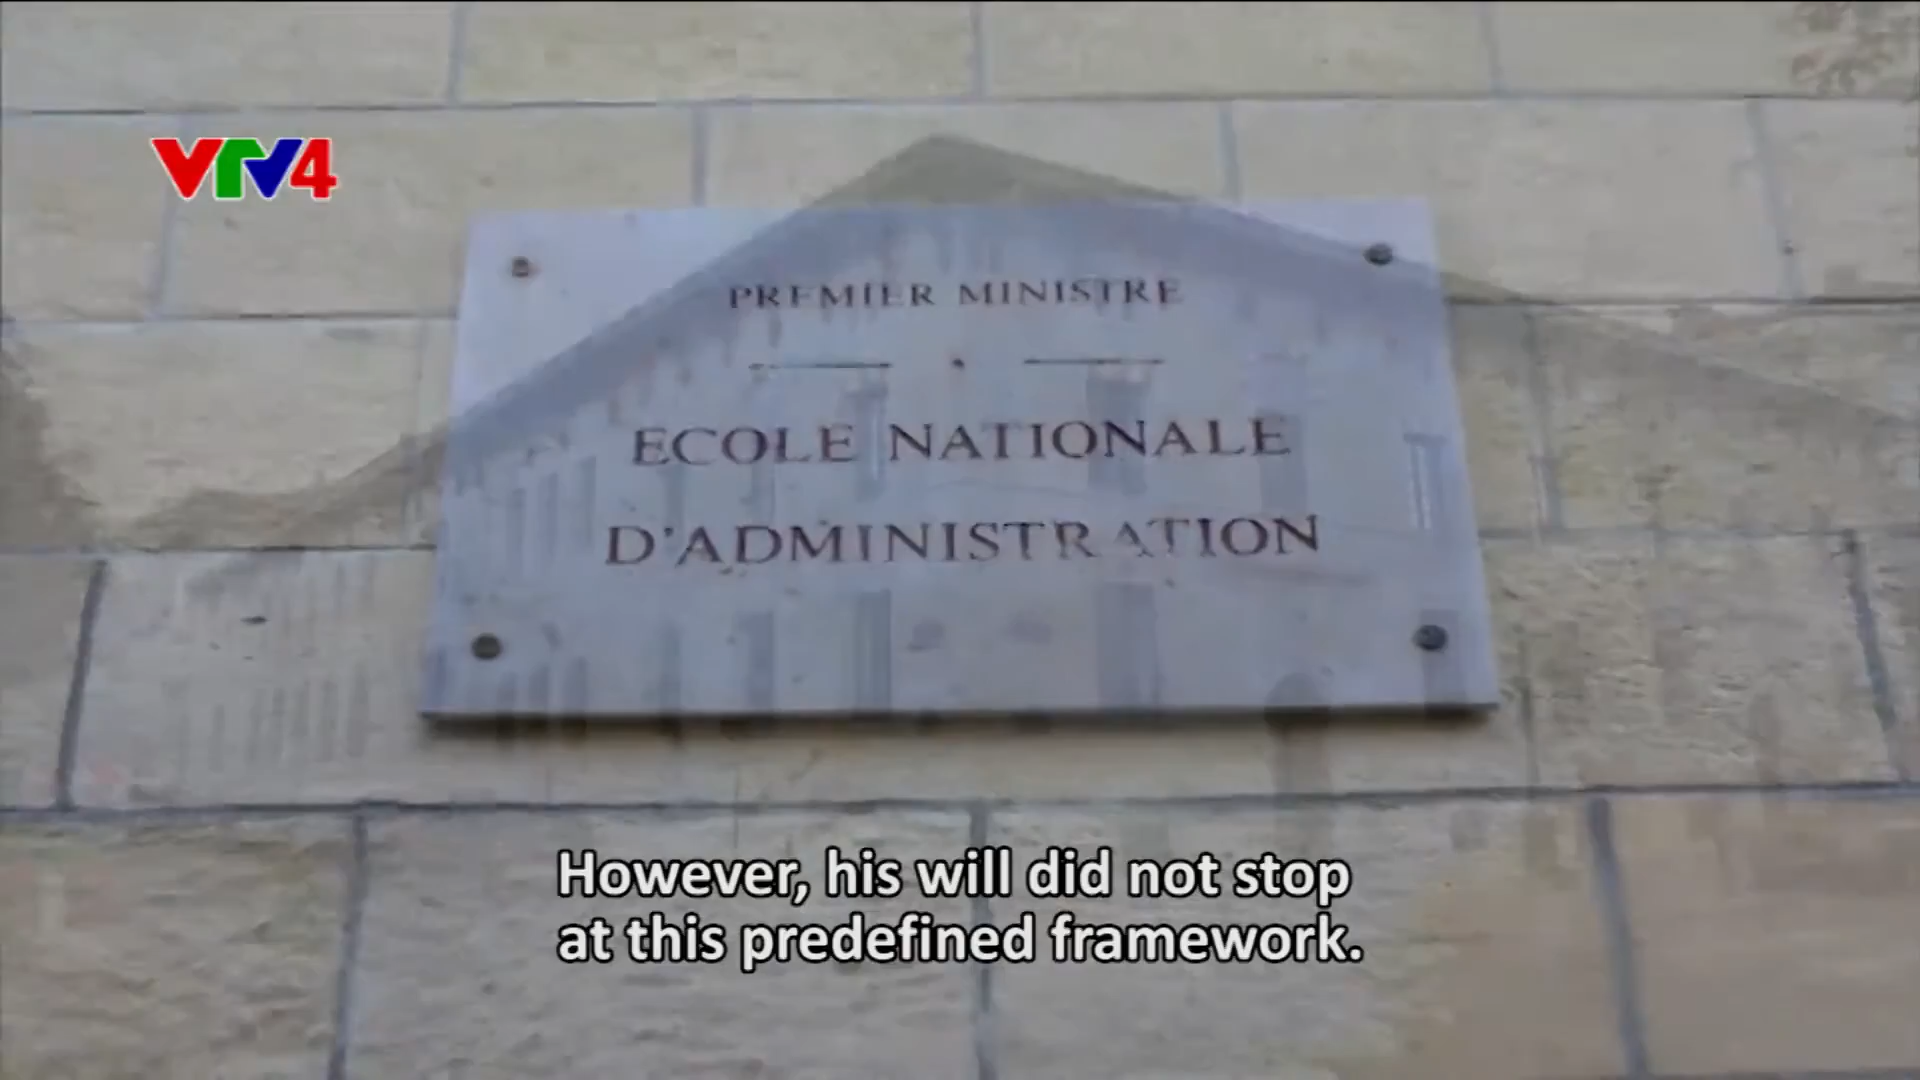 VTV4
PREMIER MINISTRE
ECOLE NATIONALE
D'ADMINISTRATION
However, his will did not stop
at this predefined framework.